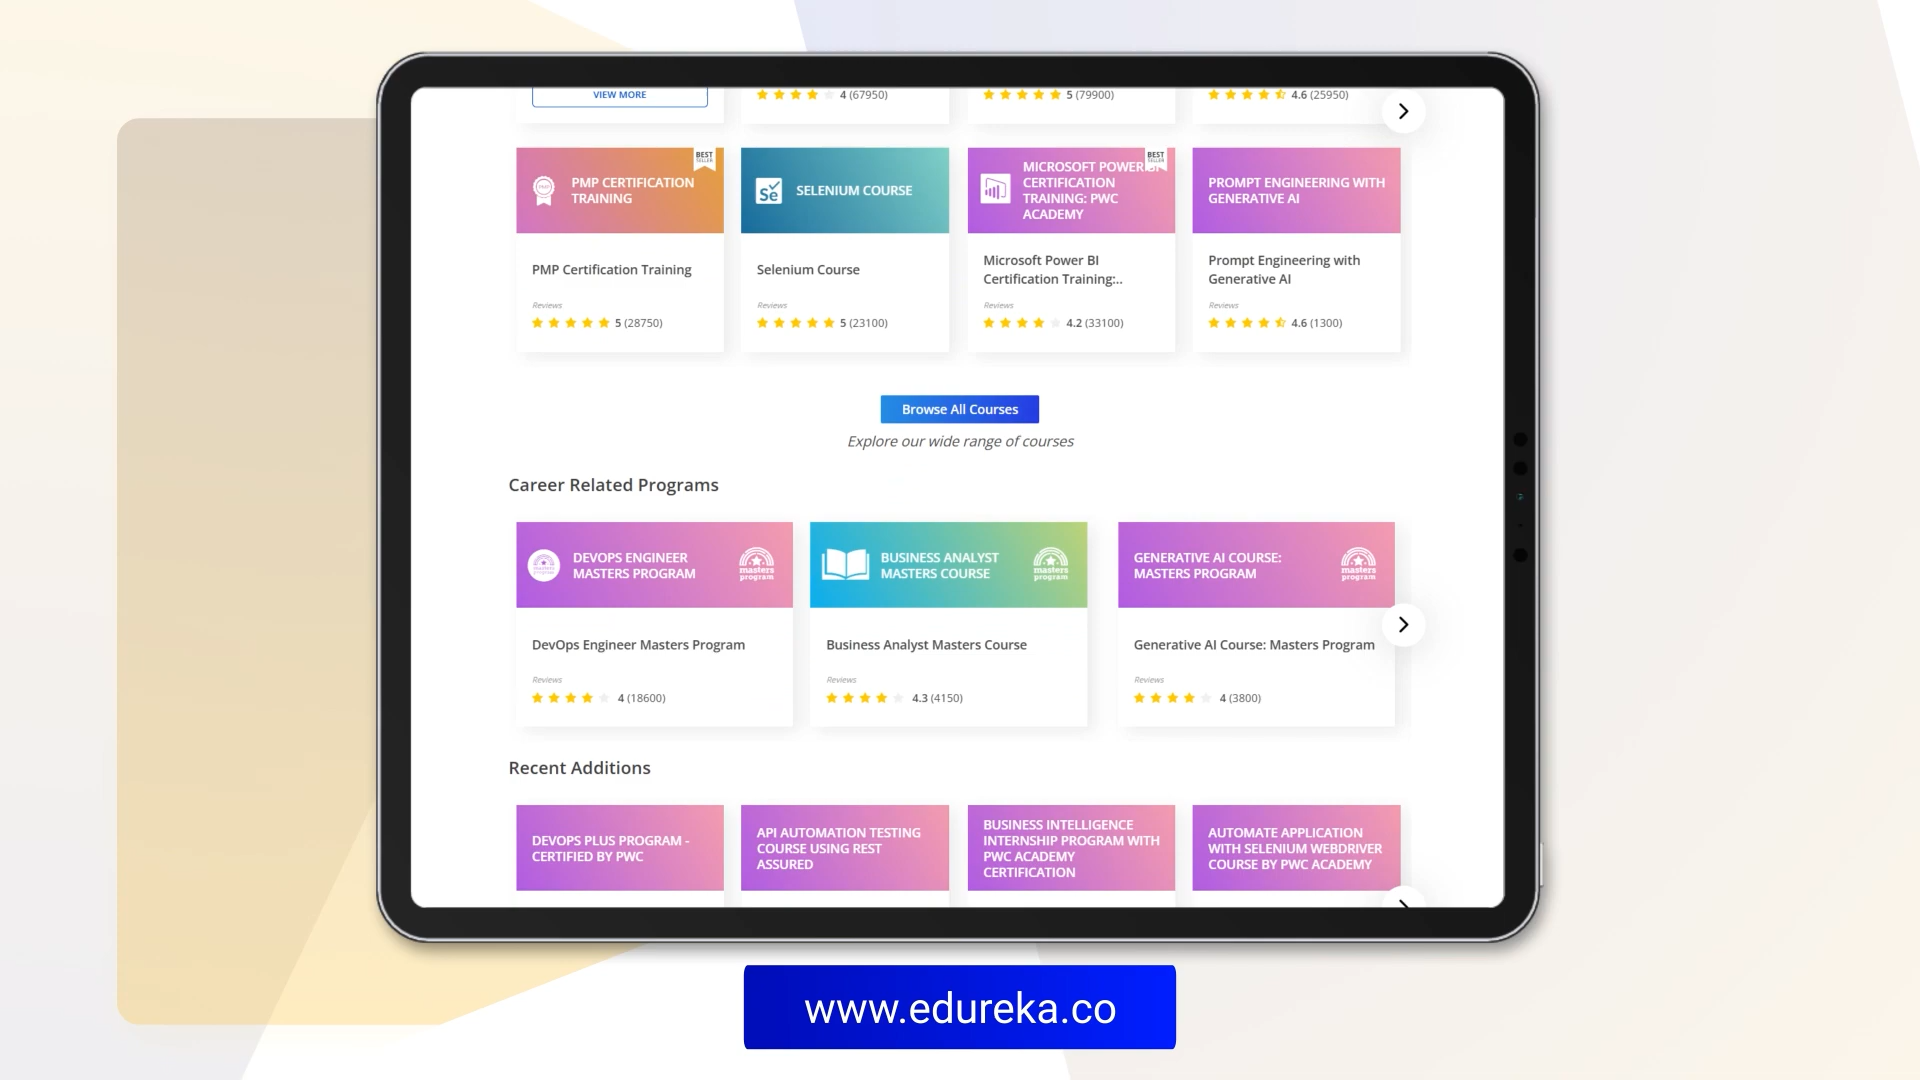 VIEW MORE
4 (67950)
5 (79900)
4.6 (25950)
BEST
SELLER
PMP CERTIFICATION
TRAINING
Se
SELENIUM COURSE
BEST
SELLER
MICROSOFT POWER BI
CERTIFICATION
TRAINING: PWC
ACADEMY
PROMPT ENGINEERING WITH
GENERATIVE AI
PMP Certification Training
Selenium Course
Microsoft Power BI
Certification Training:...
Prompt Engineering with
Generative AI
Reviews
Reviews
Reviews
Reviews
5 (28750)
5 (23100)
4.2 (33100)
4.6 (1300)
Browse All Courses
Explore our wide range of courses
Career Related Programs
DEVOPS ENGINEER
MASTERS PROGRAM
masters
program
BUSINESS ANALYST
MASTERS COURSE
masters
program
GENERATIVE AI COURSE:
MASTERS PROGRAM
masters
program
DevOps Engineer Masters Program
Business Analyst Masters Course
Generative AI Course: Masters Program
Reviews
Reviews
Reviews
4 (18600)
4.3 (4150)
4 (3800)
Recent Additions
DEVOPS PLUS PROGRAM -
CERTIFIED BY PWC
API AUTOMATION TESTING
COURSE USING REST
ASSURED
BUSINESS INTELLIGENCE
INTERNSHIP PROGRAM WITH
PWC ACADEMY
CERTIFICATION
AUTOMATE APPLICATION
WITH SELENIUM WEBDRIVER
COURSE BY PWC ACADEMY
www.edureka.co